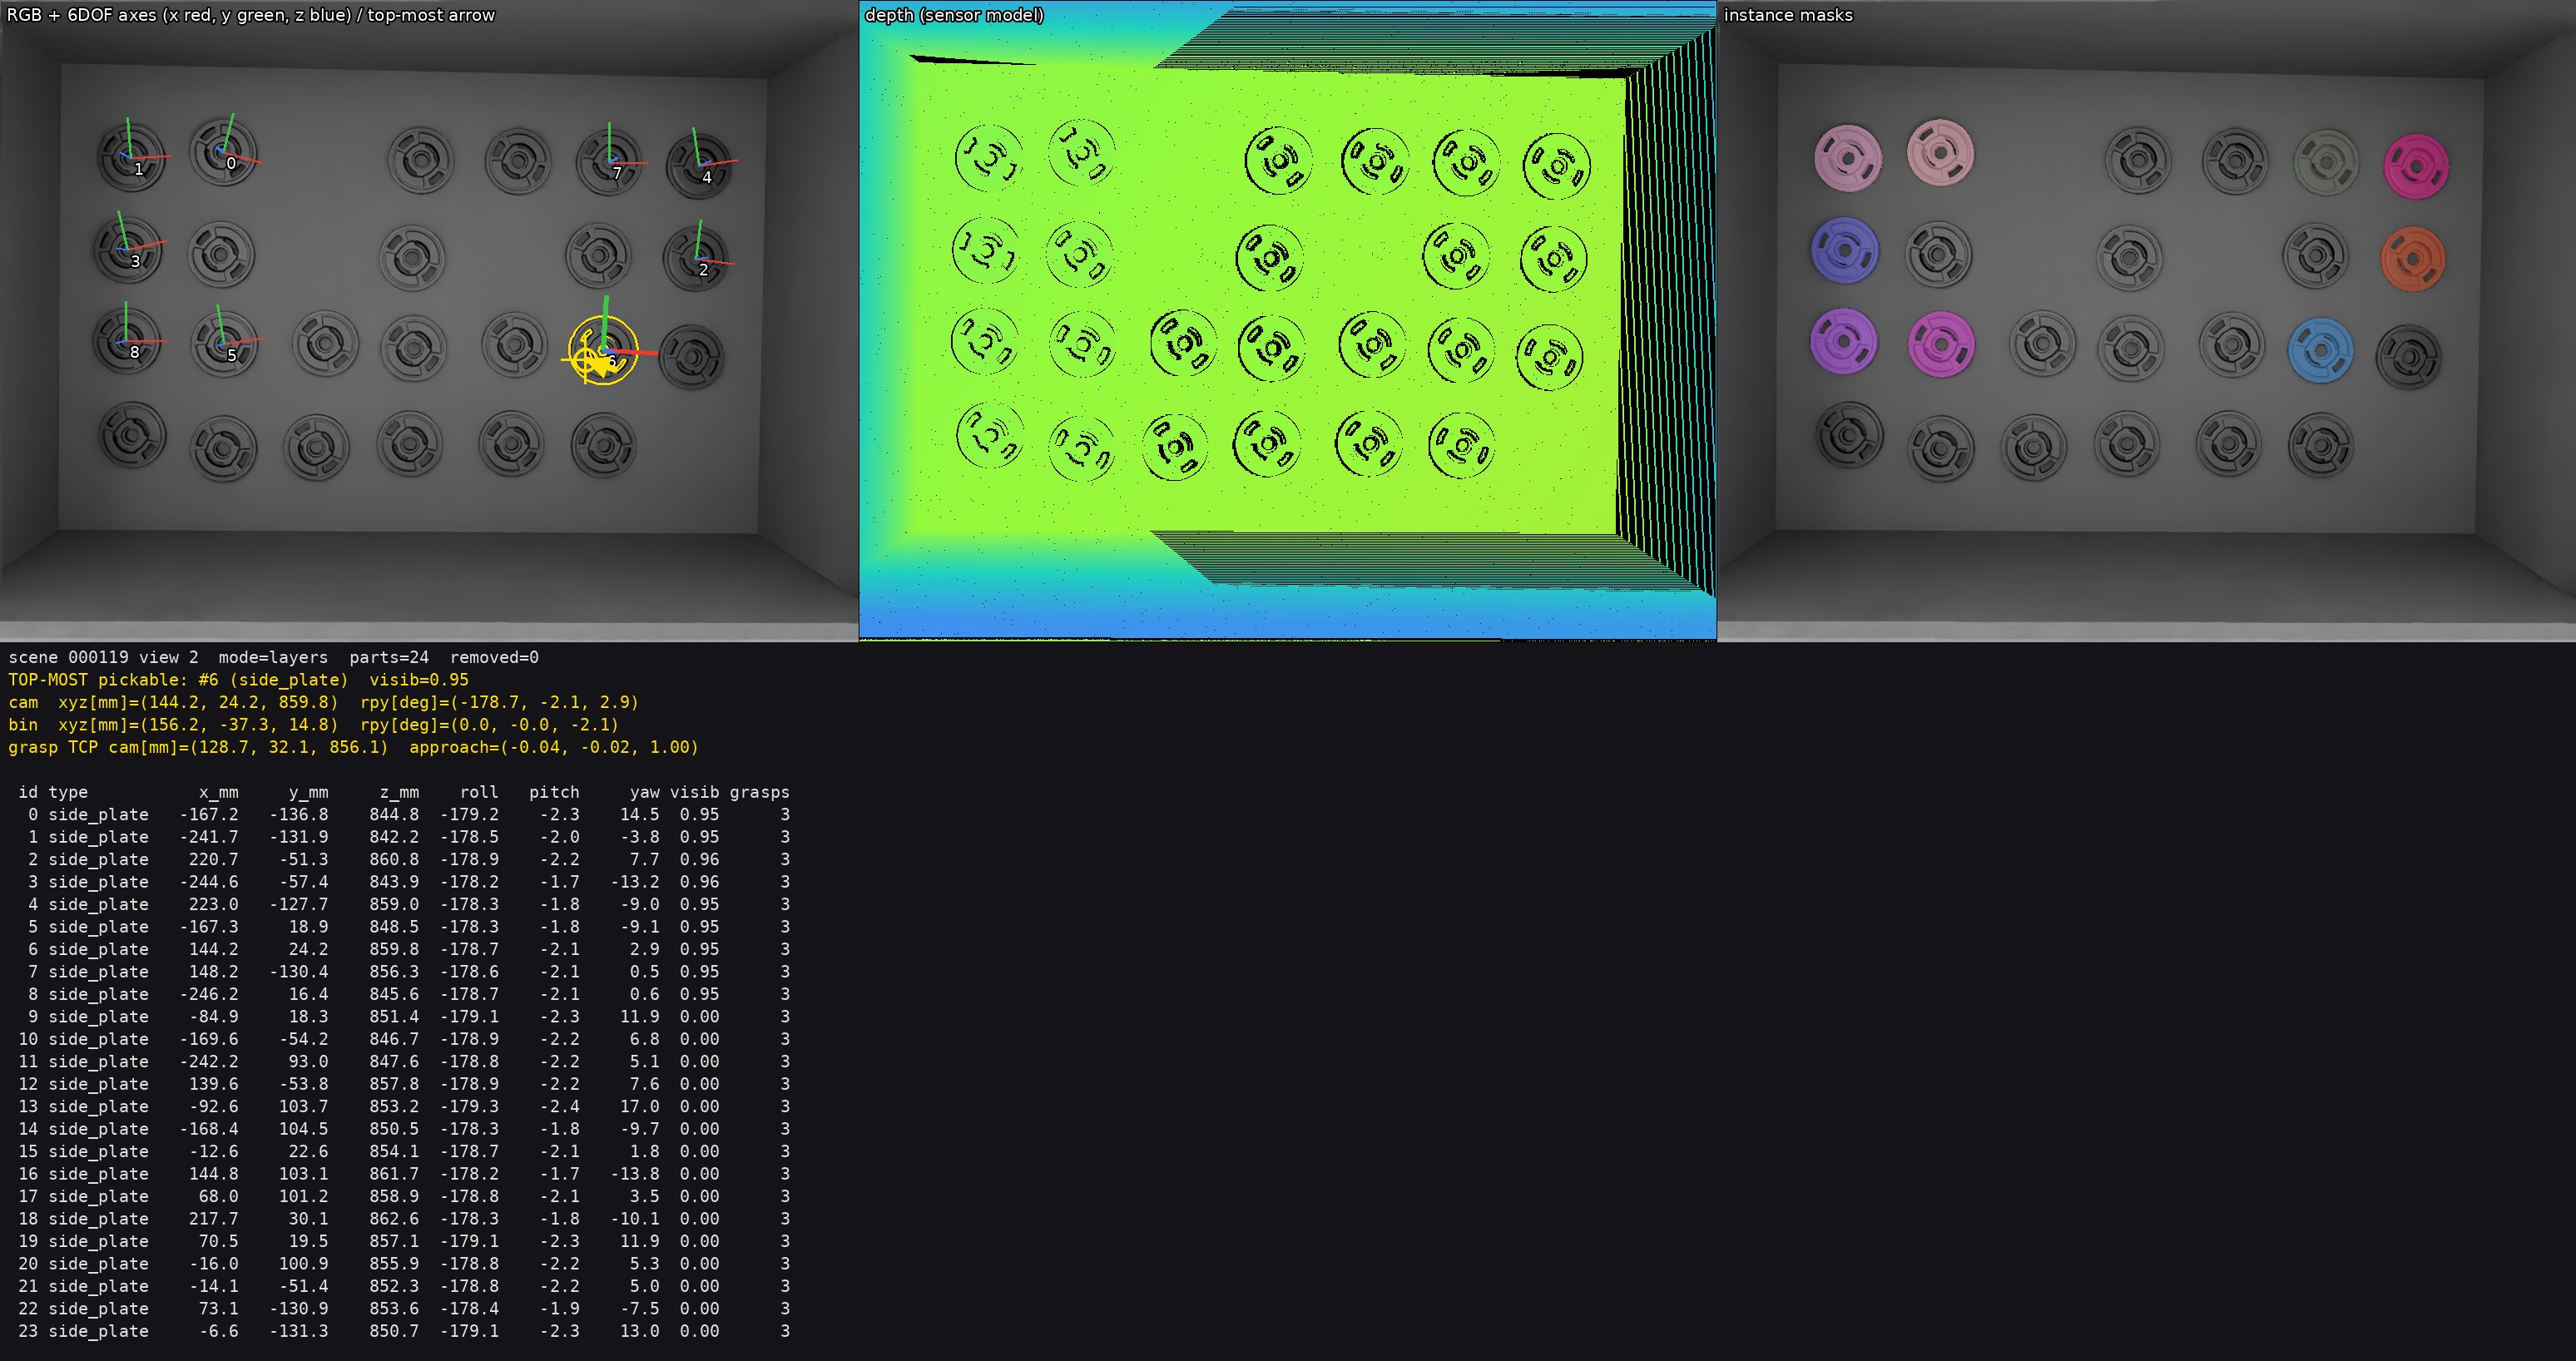 RGB + 6DOF axes (x red, y green, z blue) / top-most arrow
depth (sensor model)
instance masks
1
0
7
4
3
2
8
5
6
scene 000119 view 2 mode=layers parts=24 removed=0
TOP-MOST pickable: #6 (side_plate) visib=0.95
cam xyz[mm]=(144.2, 24.2, 859.8) rpy[deg]=(-178.7, -2.1, 2.9)
bin xyz[mm]=(156.2, -37.3, 14.8) rpy[deg]=(0.0, -0.0, -2.1)
grasp TCP cam[mm]=(128.7, 32.1, 856.1) approach=(-0.04, -0.02, 1.00)
id type x_mm y_mm z_mm roll pitch yaw visib grasps
0 side_plate -167.2 -136.8 844.8 -179.2 -2.3 14.5 0.95 3
1 side_plate -241.7 -131.9 842.2 -178.5 -2.0 -3.8 0.95 3
2 side_plate 220.7 -51.3 860.8 -178.9 -2.2 7.7 0.96 3
3 side_plate -244.6 -57.4 843.9 -178.2 -1.7 -13.2 0.96 3
4 side_plate 223.0 -127.7 859.0 -178.3 -1.8 -9.0 0.95 3
5 side_plate -167.3 18.9 848.5 -178.3 -1.8 -9.1 0.95 3
6 side_plate 144.2 24.2 859.8 -178.7 -2.1 2.9 0.95 3
7 side_plate 148.2 -130.4 856.3 -178.6 -2.1 0.5 0.95 3
8 side_plate -246.2 16.4 845.6 -178.7 -2.1 0.6 0.95 3
9 side_plate -84.9 18.3 851.4 -179.1 -2.3 11.9 0.00 3
10 side_plate -169.6 -54.2 846.7 -178.9 -2.2 6.8 0.00 3
11 side_plate -242.2 93.0 847.6 -178.8 -2.2 5.1 0.00 3
12 side_plate 139.6 -53.8 857.8 -178.9 -2.2 7.6 0.00 3
13 side_plate -92.6 103.7 853.2 -179.3 -2.4 17.0 0.00 3
14 side_plate -168.4 104.5 850.5 -178.3 -1.8 -9.7 0.00 3
15 side_plate -12.6 22.6 854.1 -178.7 -2.1 1.8 0.00 3
16 side_plate 144.8 103.1 861.7 -178.2 -1.7 -13.8 0.00 3
17 side_plate 68.0 101.2 858.9 -178.8 -2.1 3.5 0.00 3
18 side_plate 217.7 30.1 862.6 -178.3 -1.8 -10.1 0.00 3
19 side_plate 70.5 19.5 857.1 -179.1 -2.3 11.9 0.00 3
20 side_plate -16.0 100.9 855.9 -178.8 -2.2 5.3 0.00 3
21 side_plate -14.1 -51.4 852.3 -178.8 -2.2 5.0 0.00 3
22 side_plate 73.1 -130.9 853.6 -178.4 -1.9 -7.5 0.00 3
23 side_plate -6.6 -131.3 850.7 -179.1 -2.3 13.0 0.00 3